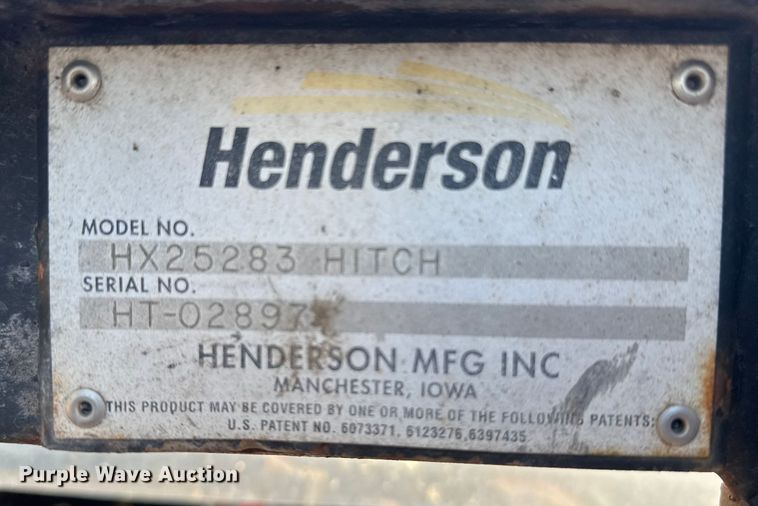 Henderson
MODEL NO.
HX25283 HITCH
SERIAL NO.
HT-02897
HENDERSON MFG INC
MANCHESTER, IOWA
THIS PRODUCT MAY BE COVERED BY ONE OR MORE OF THE FOLLOWING PATENTS:
U.S. PATENT NO. 6073371, 6123276, 6397435
Purple Wave Auction